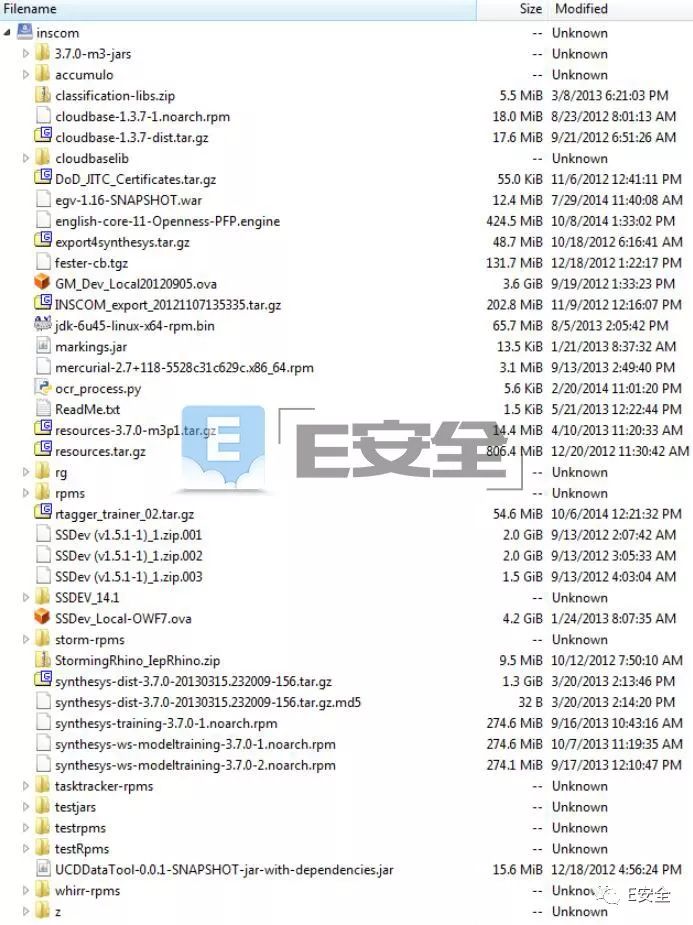 Filename Size Modified
inscom -- Unknown
3.7.0-m3-jars -- Unknown
accumulo -- Unknown
classification-libs.zip 5.5 MiB 3/8/2013 6:21:03 PM
cloudbase-1.3.7-1.noarch.rpm 18.0 MiB 8/23/2012 8:01:13 AM
cloudbase-1.3.7-dist.tar.gz 17.6 MiB 9/21/2012 6:51:26 AM
cloudbaselib -- Unknown
DoD_JITC_Certificates.tar.gz 55.0 KiB 11/6/2012 12:41:11 PM
egv-1.16-SNAPSHOT.war 12.4 MiB 7/29/2014 11:40:08 AM
english-core-11-Openness-PFP.engine 424.5 MiB 10/8/2014 1:33:02 PM
export4synthesys.tar.gz 48.7 MiB 10/18/2012 6:16:41 AM
fester-cb.tgz 131.7 MiB 12/18/2012 1:22:17 PM
GM_Dev_Local20120905.ova 3.6 GiB 9/19/2012 1:33:23 PM
INSCOM_export_20121107135335.tar.gz 202.8 MiB 11/9/2012 12:16:07 PM
jdk-6u45-linux-x64-rpm.bin 65.7 MiB 8/5/2013 2:05:42 PM
markings.jar 13.5 KiB 1/21/2013 8:37:32 AM
mercurial-2.7+118-5528c31c629c.x86_64.rpm 3.1 MiB 9/13/2013 2:49:40 PM
ocr_process.py 5.6 KiB 2/20/2014 11:01:20 PM
ReadMe.txt 1.5 KiB 5/21/2013 12:22:44 PM
resources-3.7.0-m3p1.tar.gz 14.4 MiB 4/10/2013 11:20:33 AM
E安全
resources.tar.gz 806.4 MiB 12/20/2012 11:30:42 AM
rg -- Unknown
rpms -- Unknown
rtagger_trainer_02.tar.gz 54.6 MiB 10/6/2014 12:21:32 PM
SSDev (v1.5.1-1)_1.zip.001 2.0 GiB 9/13/2012 2:07:42 AM
SSDev (v1.5.1-1)_1.zip.002 2.0 GiB 9/13/2012 3:05:33 AM
SSDev (v1.5.1-1)_1.zip.003 1.5 GiB 9/13/2012 4:03:04 AM
SSDEV_14.1 -- Unknown
SSDev_Local-OWF7.ova 4.2 GiB 1/24/2013 8:07:35 AM
storm-rpms -- Unknown
StormingRhino_IepRhino.zip 9.5 MiB 10/12/2012 7:50:10 AM
synthesys-dist-3.7.0-20130315.232009-156.tar.gz 1.3 GiB 3/20/2013 2:13:46 PM
synthesys-dist-3.7.0-20130315.232009-156.tar.gz.md5 32 B 3/20/2013 2:14:20 PM
synthesys-training-3.7.0-1.noarch.rpm 274.6 MiB 9/16/2013 10:43:16 AM
synthesys-ws-modeltraining-3.7.0-1.noarch.rpm 274.6 MiB 10/7/2013 11:19:35 AM
synthesys-ws-modeltraining-3.7.0-2.noarch.rpm 274.1 MiB 9/17/2013 12:10:47 PM
tasktracker-rpms -- Unknown
testjars -- Unknown
testrpms -- Unknown
testRpms -- Unknown
UCDDataTool-0.0.1-SNAPSHOT-jar-with-dependencies.jar 15.6 MiB 12/18/2012 4:56:24 PM
whirr-rpms -- Unknown
E安全
z -- Unknown